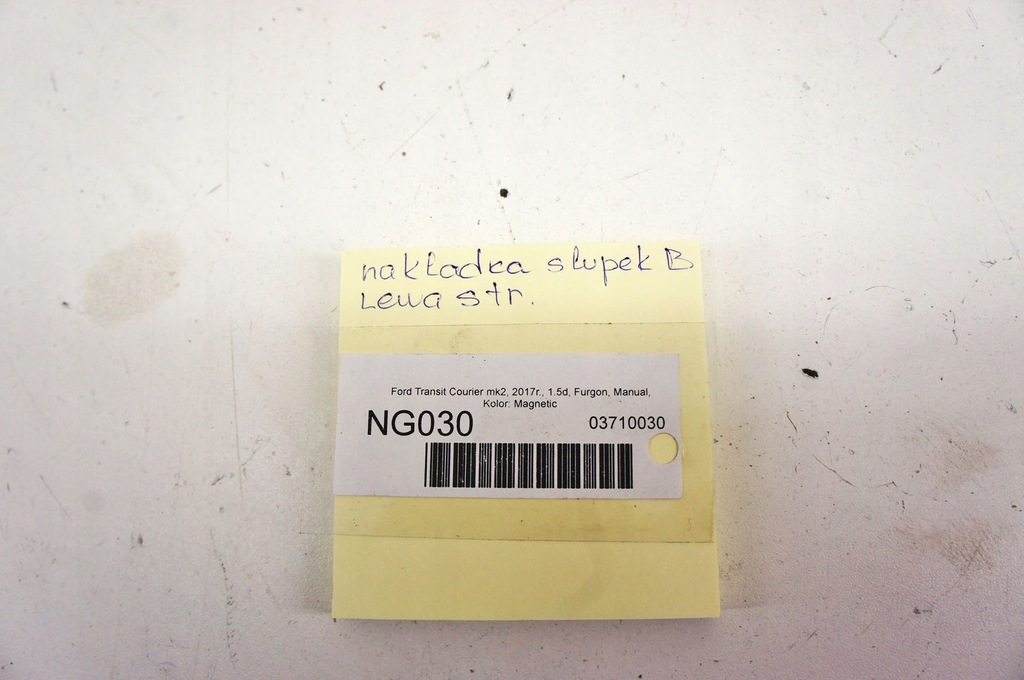 nakładka słupek B
Lewa str.
Ford Transit Courier mk2, 2017r., 1.5d, Furgon, Manual,
Kolor: Magnetic
NG030 03710030